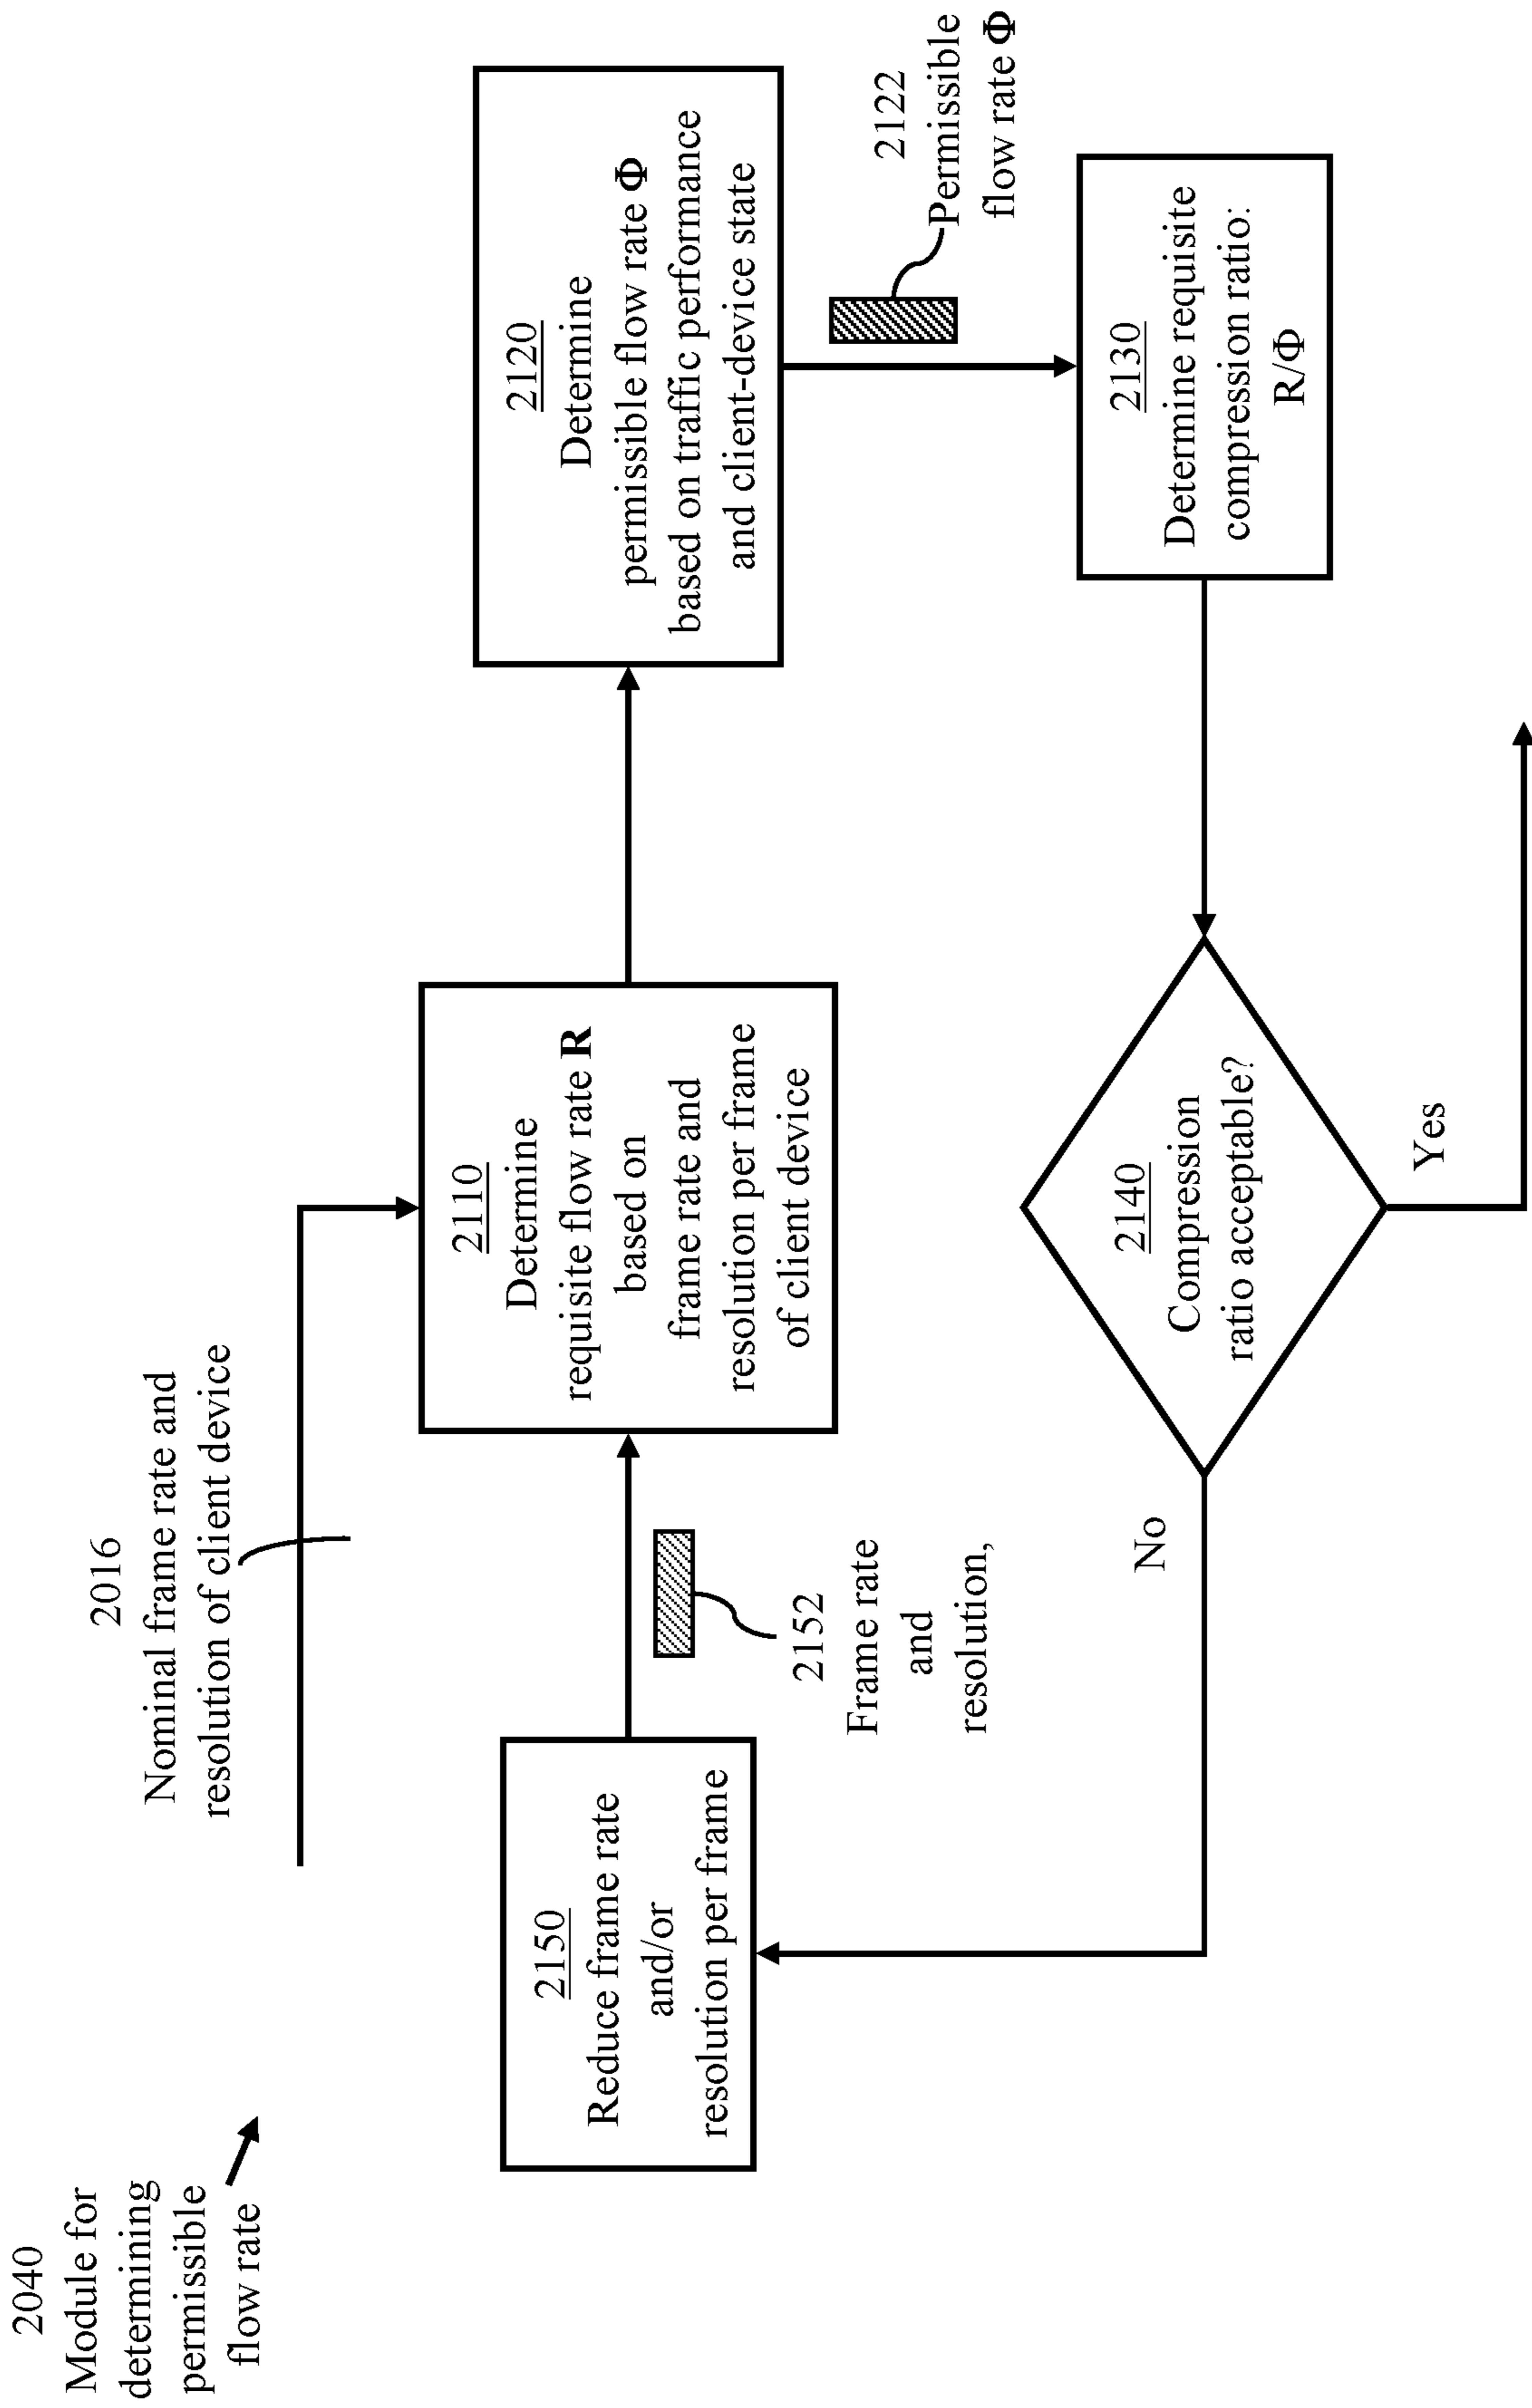 2040
Module for
determining
permissible
flow rate
2016
Nominal frame rate and
resolution of client device
2150
Reduce frame rate
and/or
resolution per frame
2152
Frame rate
and
resolution,
2110
Determine
requisite flow rate R
based on
frame rate and
resolution per frame
of client device
2120
Determine
permissible flow rate Φ
based on traffic performance
and client-device state
2122
Permissible
flow rate Φ
2130
Determine requisite
compression ratio:
R/Φ
2140
Compression
ratio acceptable?
No
Yes